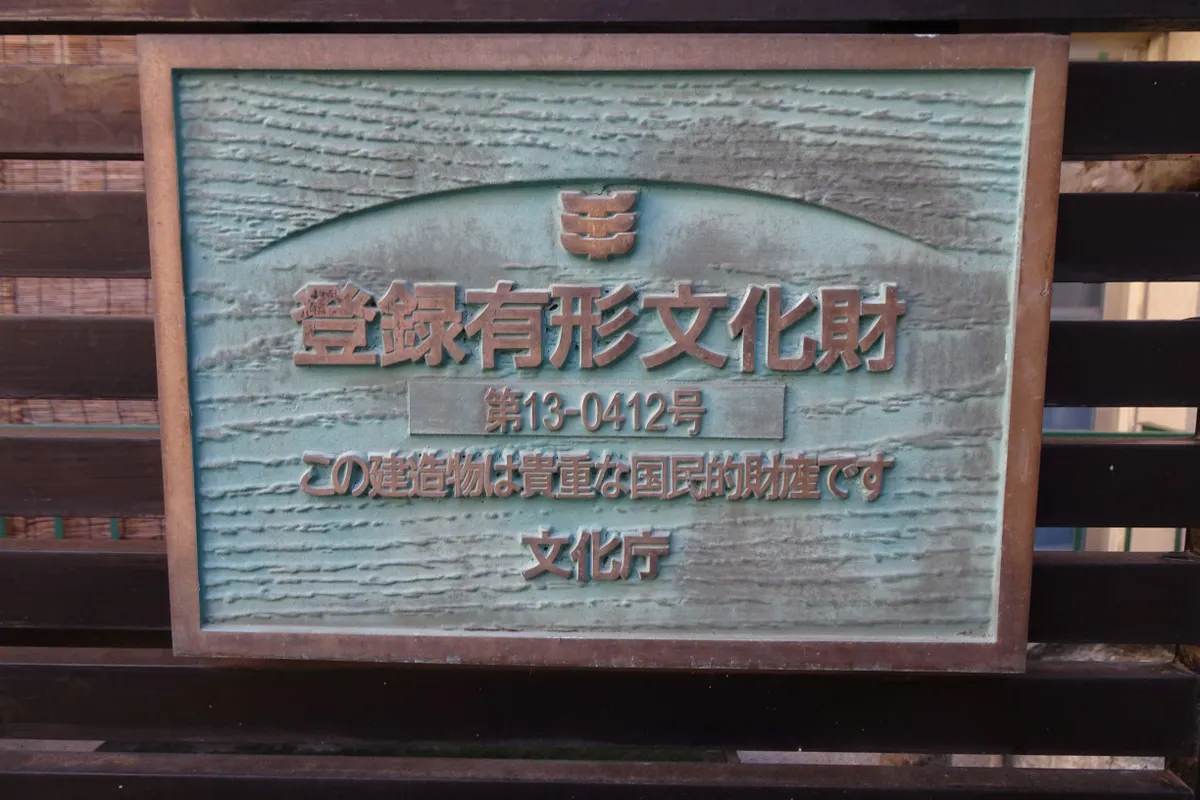 登録有形文化財
第13-0412号
この建造物は貴重な国民的財産です
文化庁